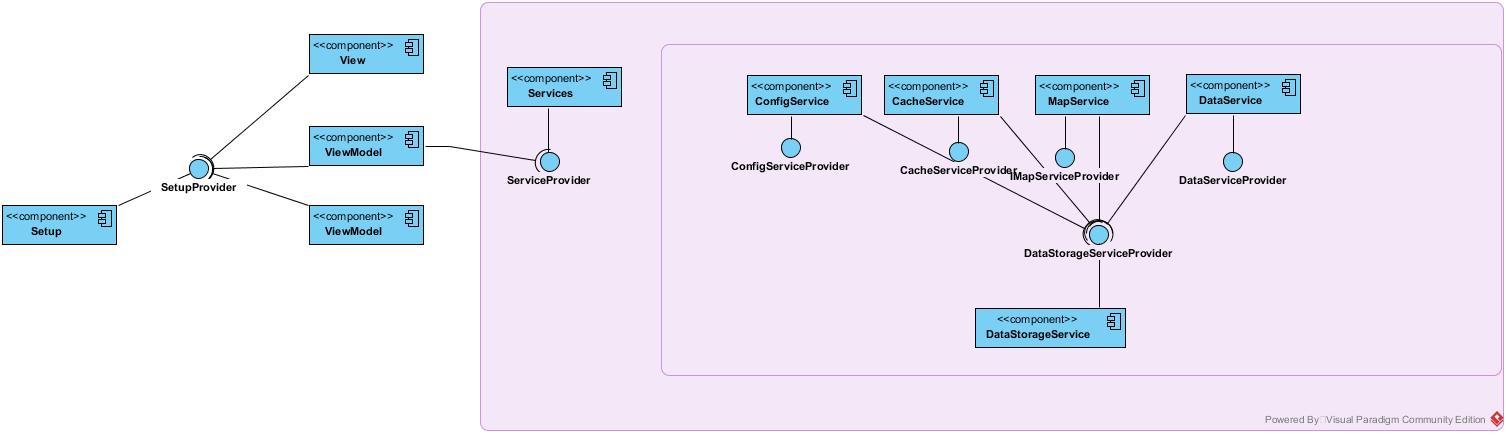 <<component>>
View
<<component>>
ViewModel
SetupProvider
<<component>>
Setup
<<component>>
ViewModel
<<component>>
Services
ServiceProvider
<<component>>
ConfigService
<<component>>
CacheService
<<component>>
MapService
<<component>>
DataService
ConfigServiceProvider
CacheServiceProvider
IMapServiceProvider
DataServiceProvider
DataStorageServiceProvider
<<component>>
DataStorageService
Powered By Visual Paradigm Community Edition